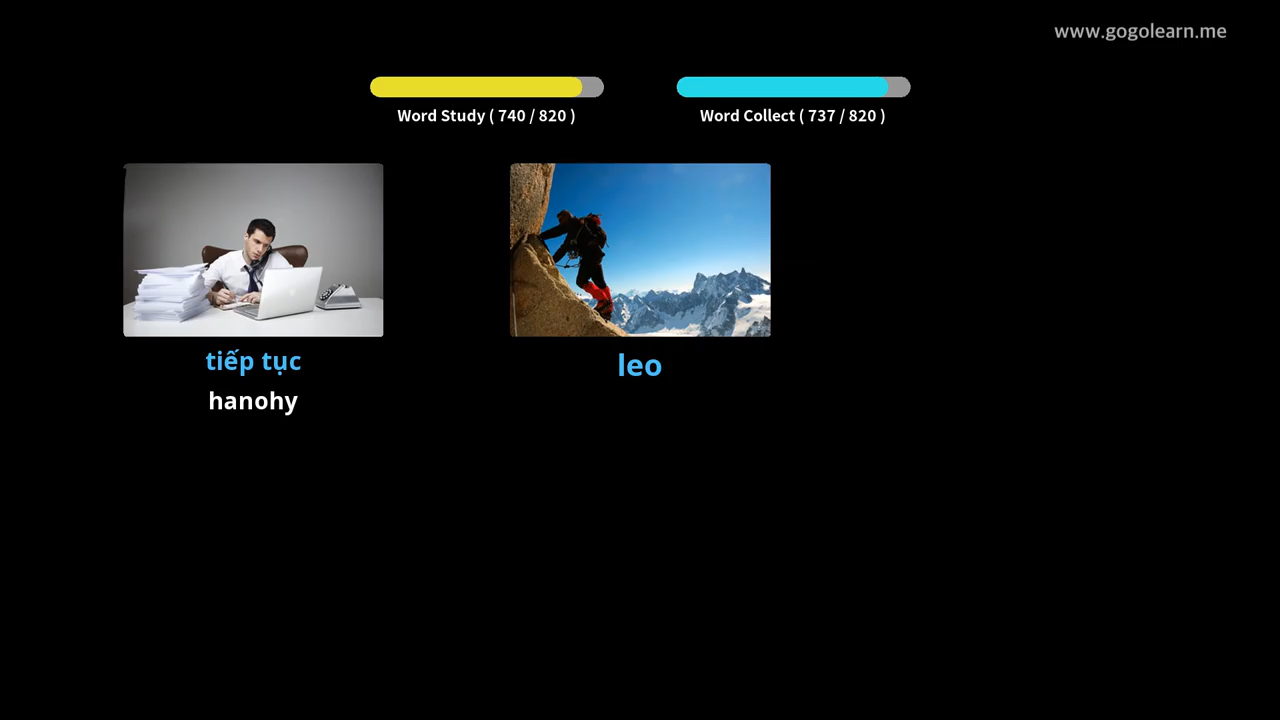 www.gogolearn.me
Word Study ( 740 / 820 )
Word Collect ( 737 / 820 )
tiếp tục
hanohy
leo